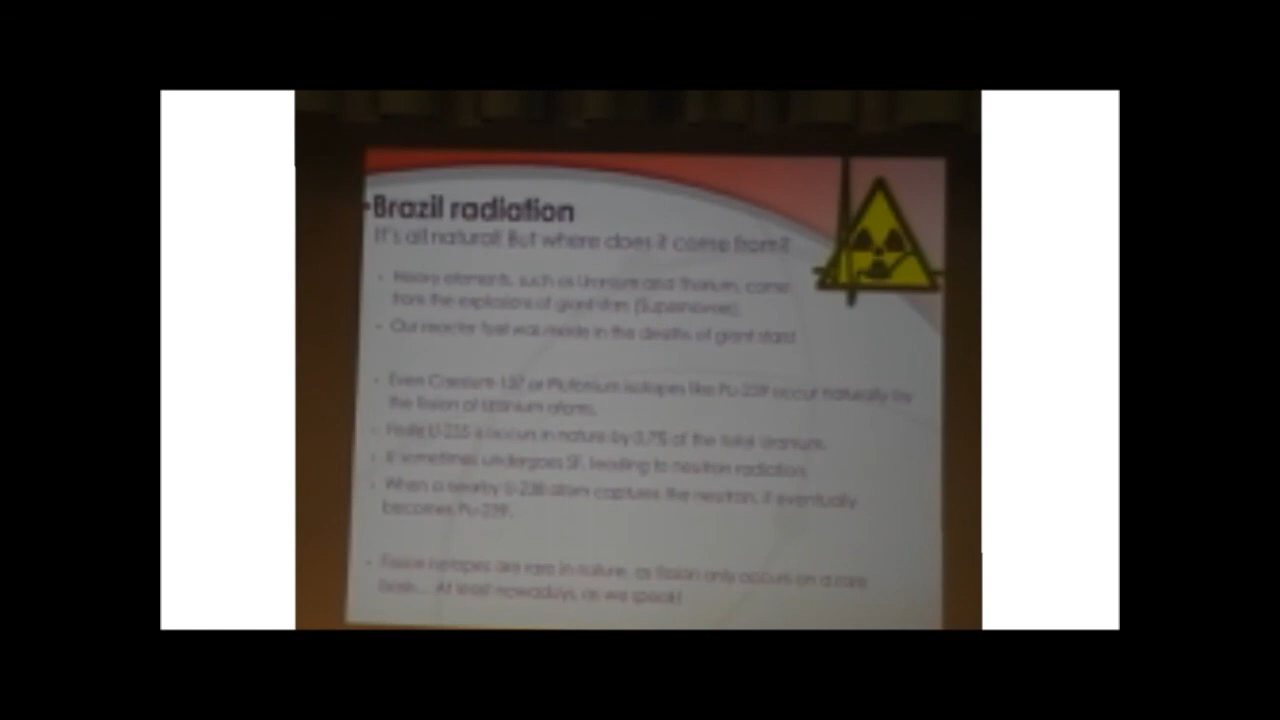 Brazil radiation
It's all natural! But where does it come from?
Heavy elements, such as Uranium and Thorium, come
from the explosions of giant stars (Supernovae).
Our reactor fuel was made in the deaths of giant stars!
Even Caesium-137 or Plutonium isotopes like Pu-239 occur naturally by
the fission of Uranium atoms.
U-235 occurs in nature by 0.7% of the total Uranium.
It sometimes undergoes SF, leading to neutron radiation.
When a nearby U-238 atom captures the neutron, it eventually
becomes Pu-239.
isotopes are rare in nature, as fission only occurs on a rare
basis... At least nowadays, as we speak!